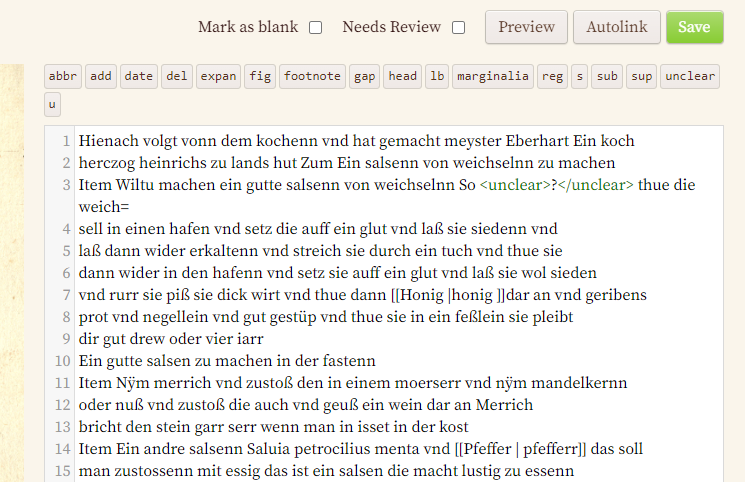 Mark as blank Needs Review Preview Autolink Save
abbr add date del expan fig footnote gap head lb marginalia reg s sub sup unclear
u
1 Hienach volgt vonn dem kochenn vnd hat gemacht meyster Eberhart Ein koch
2 herczog heinrichs zu lands hut Zum Ein salsenn von weichselnn zu machen
3 Item Wiltu machen ein gutte salsenn von weichselnn So <unclear>?</unclear> thue die
weich=
4 sell in einen hafen vnd setz die auff ein glut vnd laß sie siedenn vnd
5 laß dann wider erkaltenn vnd streich sie durch ein tuch vnd thue sie
6 dann wider in den hafenn vnd setz sie auff ein glut vnd laß sie wol sieden
7 vnd rurr sie piß sie dick wirt vnd thue dann [[Honig |honig ]]dar an vnd geribens
8 prot vnd negellein vnd gut gestüp vnd thue sie in ein feßlein sie pleibt
9 dir gut drew oder vier iarr
10 Ein gutte salsen zu machen in der fastenn
11 Item Nÿm merrich vnd zustoß den in einem moerserr vnd nÿm mandelkernn
12 oder nuß vnd zustoß die auch vnd geuß ein wein dar an Merrich
13 bricht den stein garr serr wenn man in isset in der kost
14 Item Ein andre salsenn Saluia petrocilius menta vnd [[Pfeffer | pfefferr]] das soll
15 man zustossenn mit essig das ist ein salsen die macht lustig zu essenn